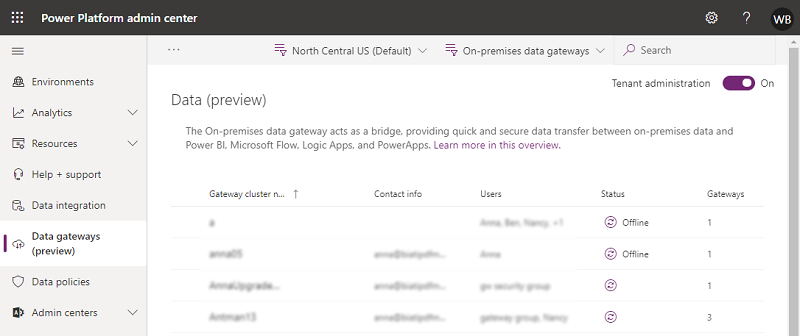 Power Platform admin center
?
WB
...
North Central US (Default)
On-premises data gateways
Search
Environments
Analytics
Resources
Help + support
Data integration
Data gateways
(preview)
Data policies
Admin centers
Tenant administration
On
Data (preview)
The On-premises data gateway acts as a bridge, providing quick and secure data transfer between on-premises data and
Power BI, Microsoft Flow, Logic Apps, and PowerApps. Learn more in this overview.
Gateway cluster n... ↑ Contact info Users Status Gateways
a Anna, Ben, Nancy, +1 Offline 1
anna05 Anna Offline 1
AnnaUpgrade... gw security group 1
Antman13 gateway group, Nancy 3